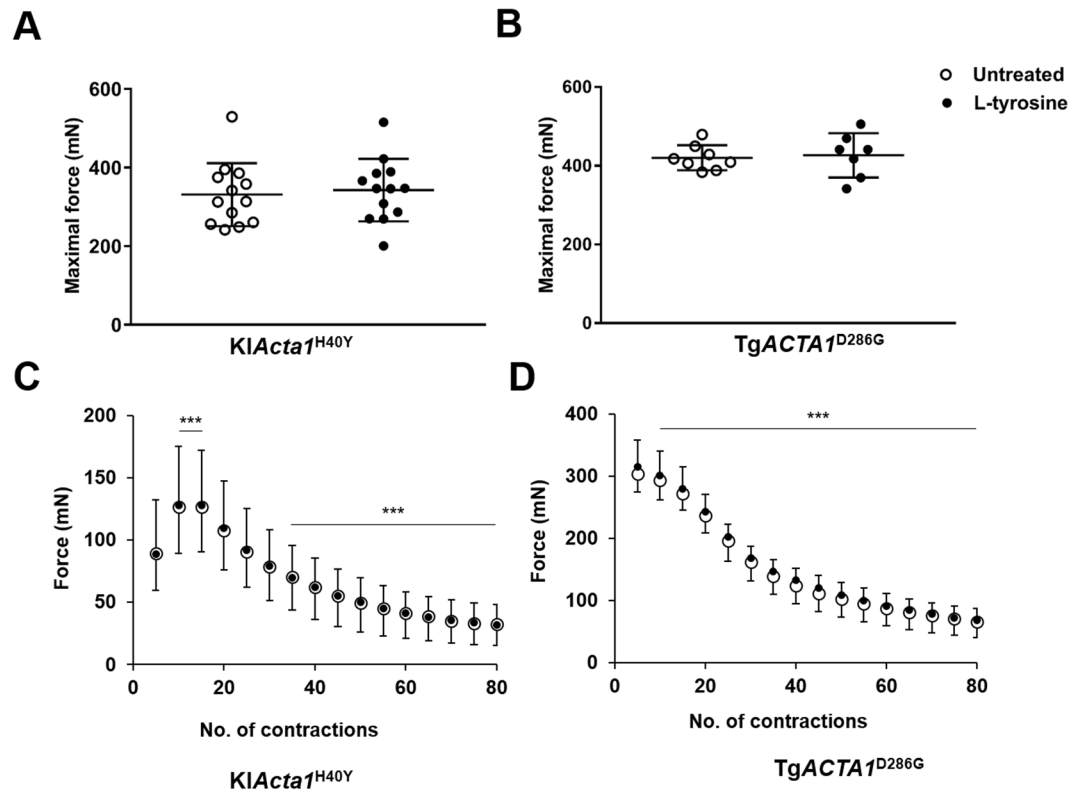 A
B
Untreated
L-tyrosine
Maximal force (mN)
600
400
200
0
KIActa1H40Y
Maximal force (mN)
600
400
200
0
TgACTA1D286G
C
D
Force (mN)
200
150
100
50
0
***
***
0 20 40 60 80
No. of contractions
KIActa1H40Y
Force (mN)
400
300
200
100
0
***
0 20 40 60 80
No. of contractions
TgACTA1D286G